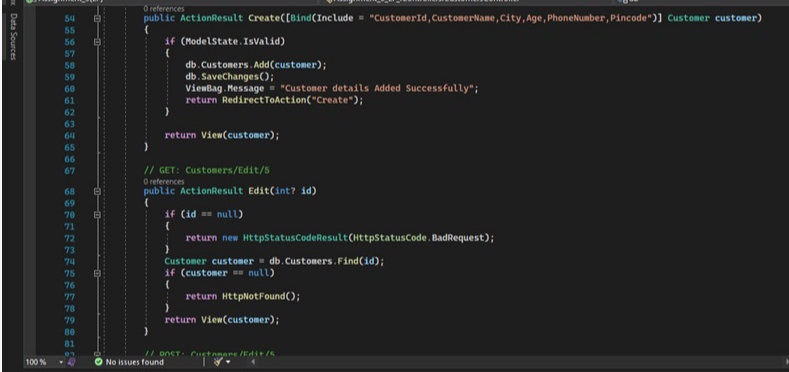 0 references
54 public ActionResult Create([Bind(Include = "CustomerId,CustomerName,City,Age,PhoneNumber,Pincode")] Customer customer)
55 {
56 if (ModelState.IsValid)
57 {
58 db.Customers.Add(customer);
59 db.SaveChanges();
60 ViewBag.Message = "Customer details Added Successfully";
61 return RedirectToAction("Create");
62 }
63
64 return View(customer);
65 }
66
67 // GET: Customers/Edit/5
0 references
68 public ActionResult Edit(int? id)
69 {
70 if (id == null)
71 {
72 return new HttpStatusCodeResult(HttpStatusCode.BadRequest);
73 }
74 Customer customer = db.Customers.Find(id);
75 if (customer == null)
76 {
77 return HttpNotFound();
78 }
79 return View(customer);
80 }
81
82 // POST: Customers/Edit/5
100 % No issues found
Data Sources